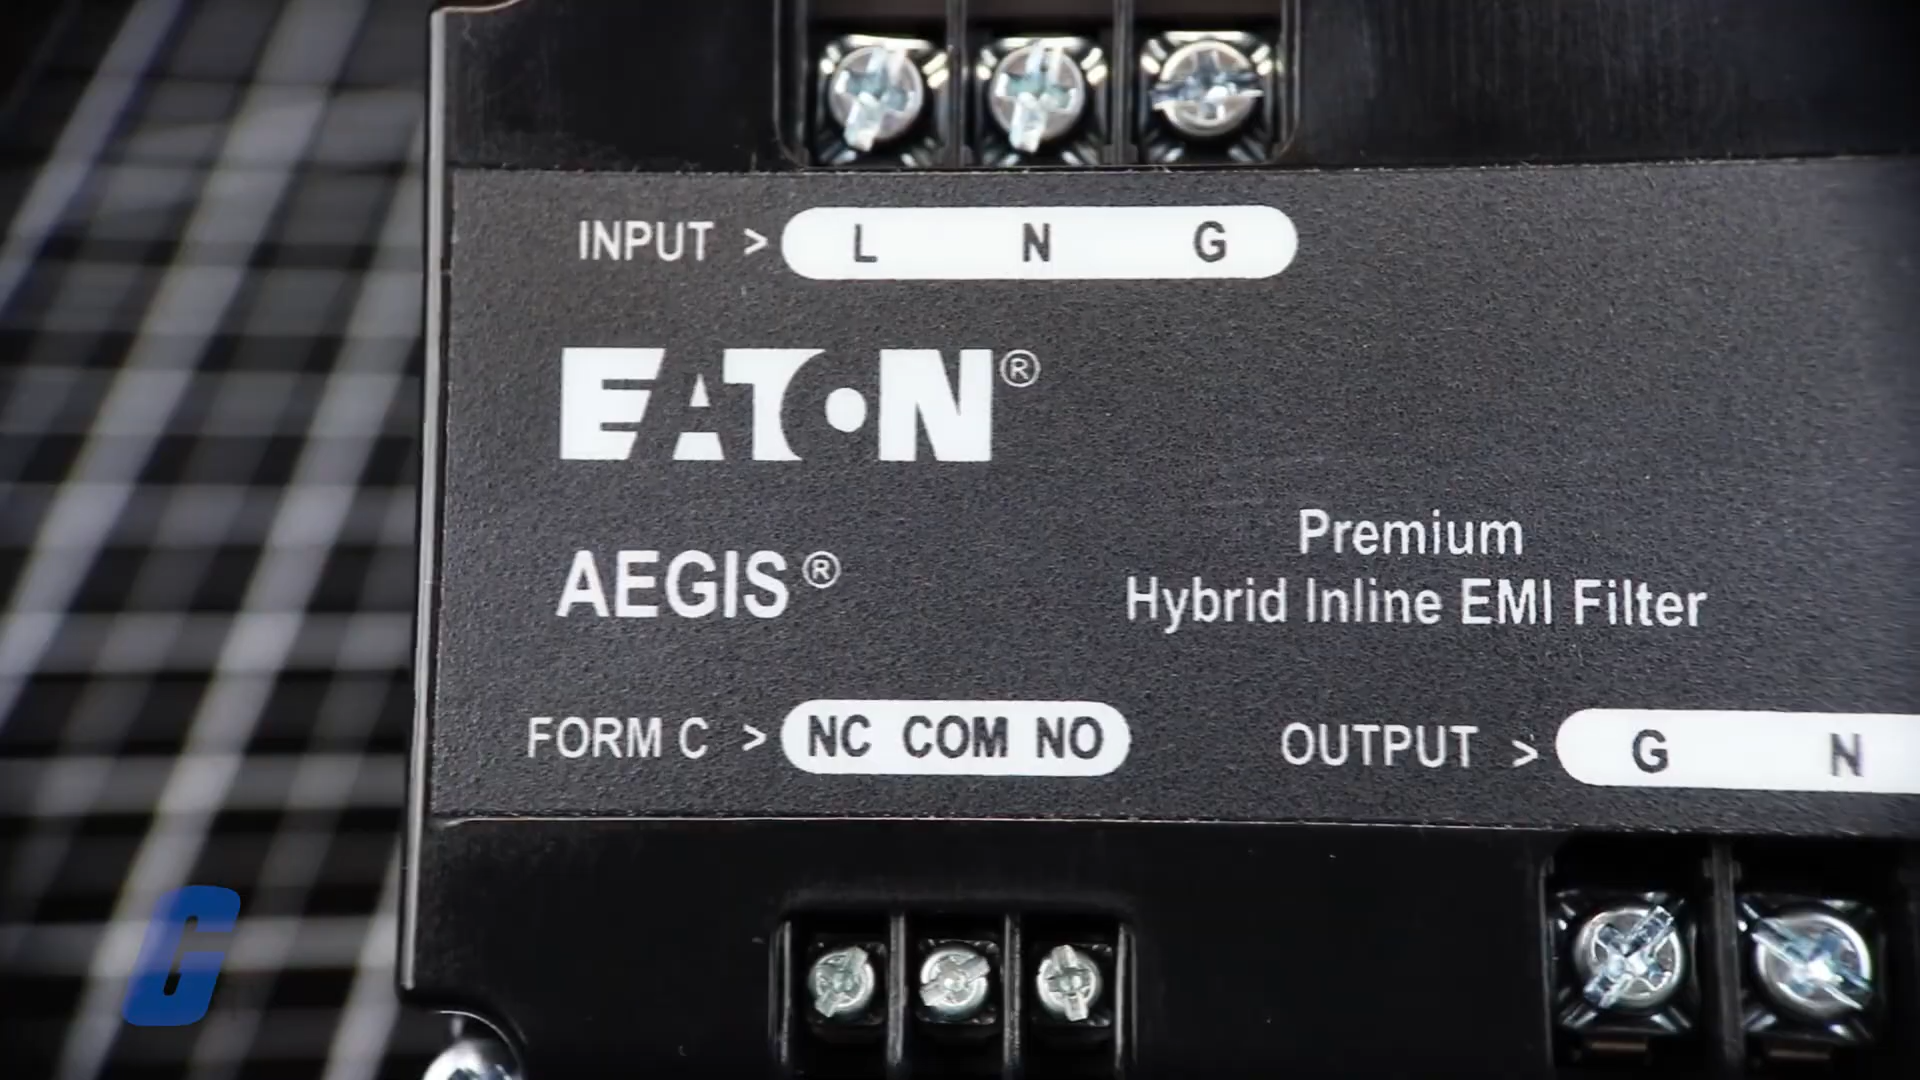 INPUT > L N G
EATON®
AEGIS®
Premium
Hybrid Inline EMI Filter
FORM C > NC COM NO
OUTPUT > G N
C